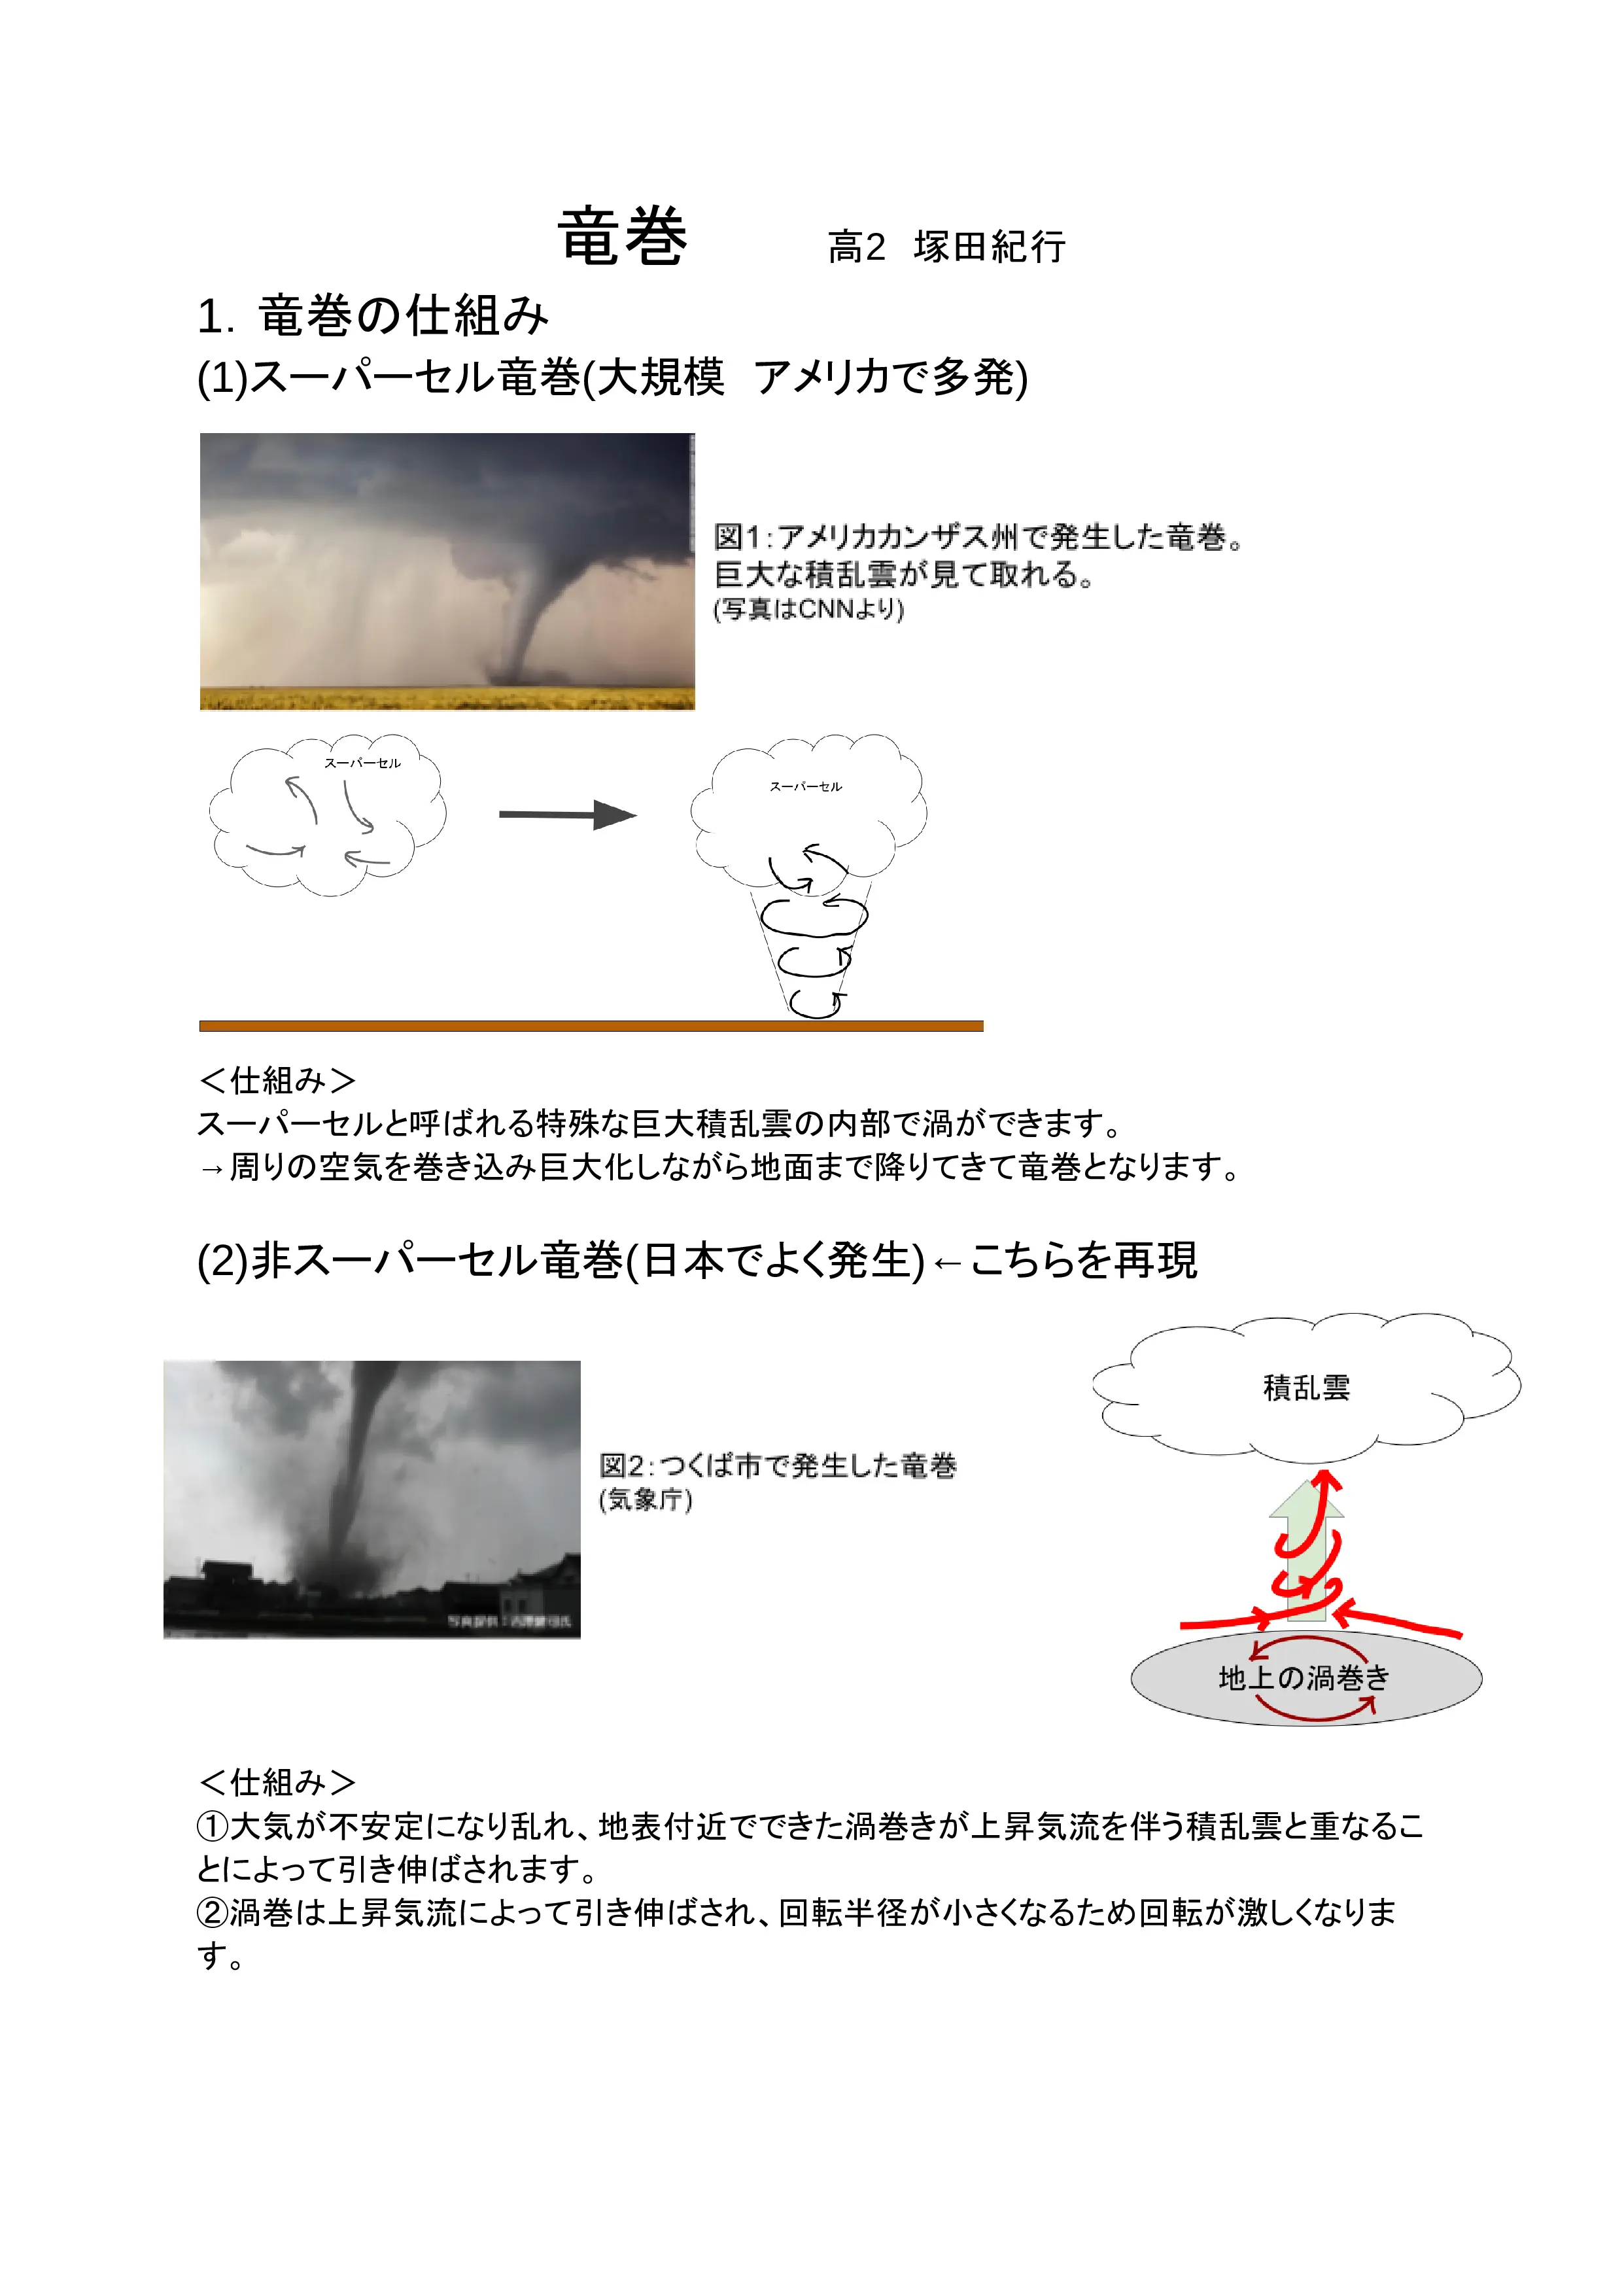 竜巻　　高2　塚田紀行
1. 竜巻の仕組み
(1)スーパーセル竜巻(大規模　アメリカで多発)
図1：アメリカカンザス州で発生した竜巻。
巨大な積乱雲が見て取れる。
(写真はCNNより)
スーパーセル
スーパーセル
＜仕組み＞
スーパーセルと呼ばれる特殊な巨大積乱雲の内部で渦ができます。
→周りの空気を巻き込み巨大化しながら地面まで降りてきて竜巻となります。
(2)非スーパーセル竜巻(日本でよく発生)←こちらを再現
積乱雲
図2：つくば市で発生した竜巻
(気象庁)
写真提供：
地上の渦巻き
＜仕組み＞
①大気が不安定になり乱れ、地表付近でできた渦巻きが上昇気流を伴う積乱雲と重なるこ
とによって引き伸ばされます。
②渦巻は上昇気流によって引き伸ばされ、回転半径が小さくなるため回転が激しくなりま
す。